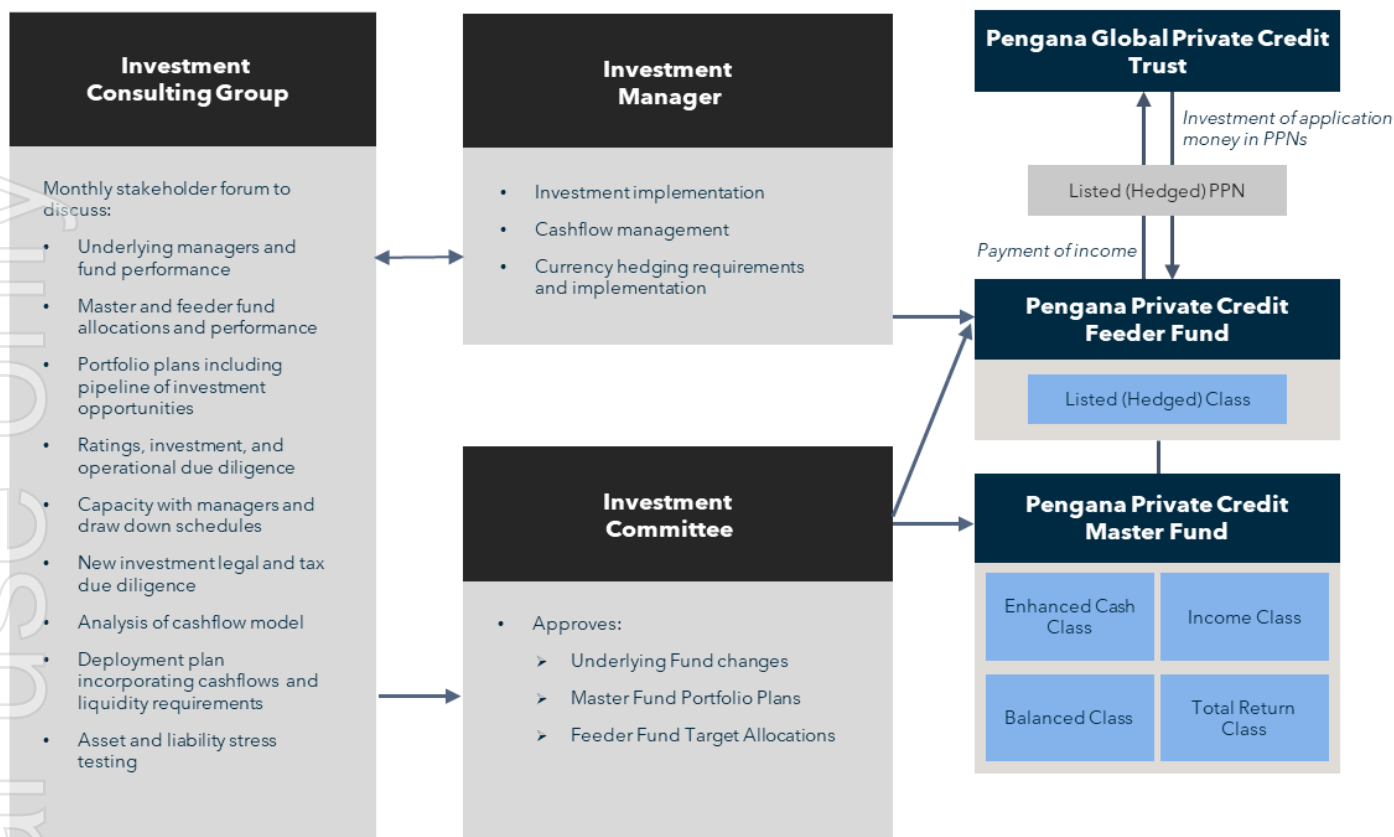 Investment
Consulting Group
Monthly stakeholder forum to
discuss:
• Underlying managers and
fund performance
• Master and feeder fund
allocations and performance
• Portfolio plans including
pipeline of investment
opportunities
• Ratings, investment, and
operational due diligence
• Capacity with managers and
draw down schedules
• New investment legal and tax
due diligence
• Analysis of cashflow model
• Deployment plan
incorporating cashflows and
liquidity requirements
• Asset and liability stress
testing
Investment
Manager
• Investment implementation
• Cashflow management
• Currency hedging requirements
and implementation
Investment
Committee
• Approves:
➢ Underlying Fund changes
➢ Master Fund Portfolio Plans
➢ Feeder Fund Target Allocations
Pengana Global Private Credit
Trust
Investment of application
money in PPNs
Listed (Hedged) PPN
Payment of income
Pengana Private Credit
Feeder Fund
Listed (Hedged) Class
Pengana Private Credit
Master Fund
Enhanced Cash
Class
Income Class
Balanced Class
Total Return
Class